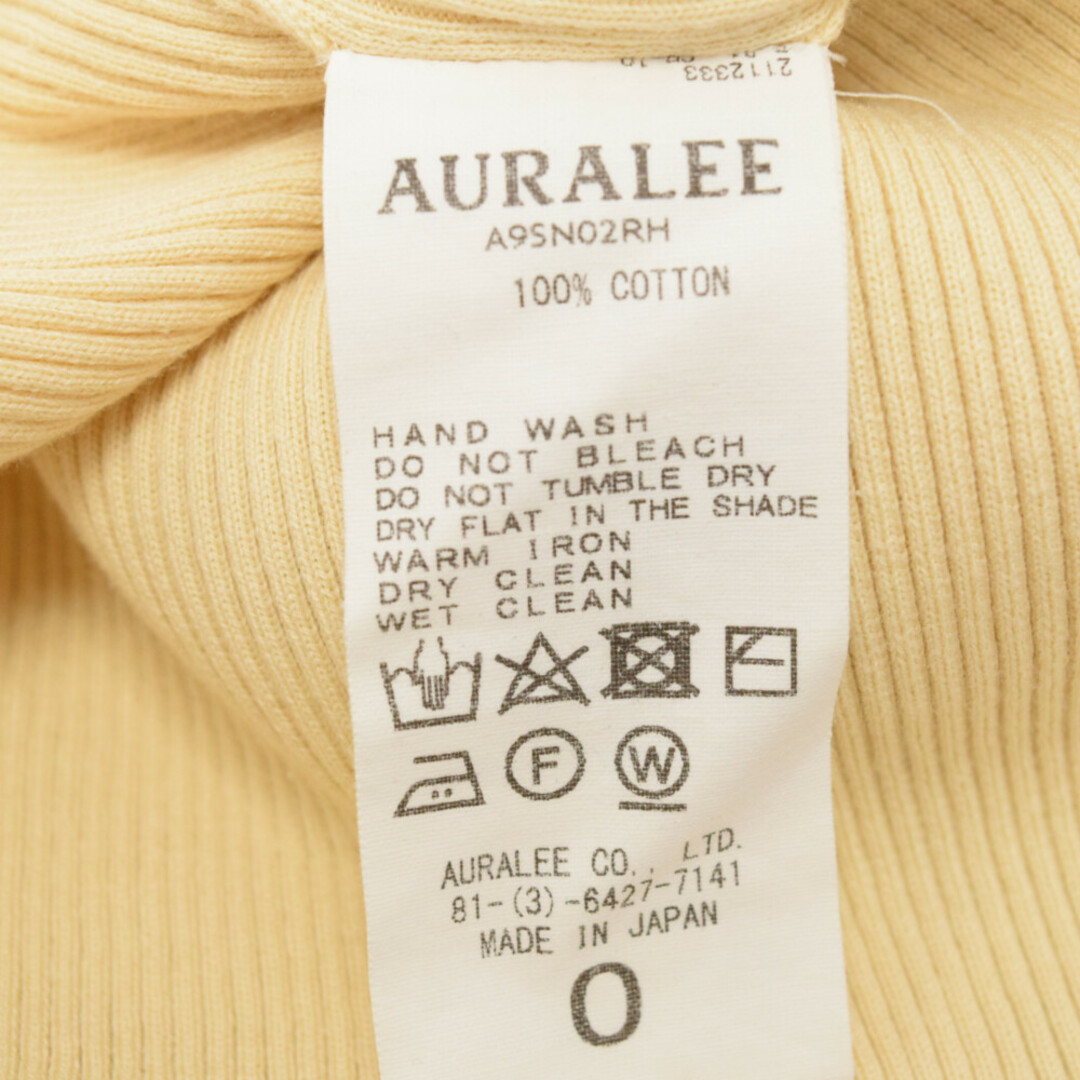 2112333
AURALEE
A9SN02RH
100% COTTON
HAND WASH
DO NOT BLEACH
DO NOT TUMBLE DRY
DRY FLAT IN THE SHADE
WARM IRON
DRY CLEAN
WET CLEAN
F W
AURALEE CO., LTD.
81-(3)-6427-7141
MADE IN JAPAN
0